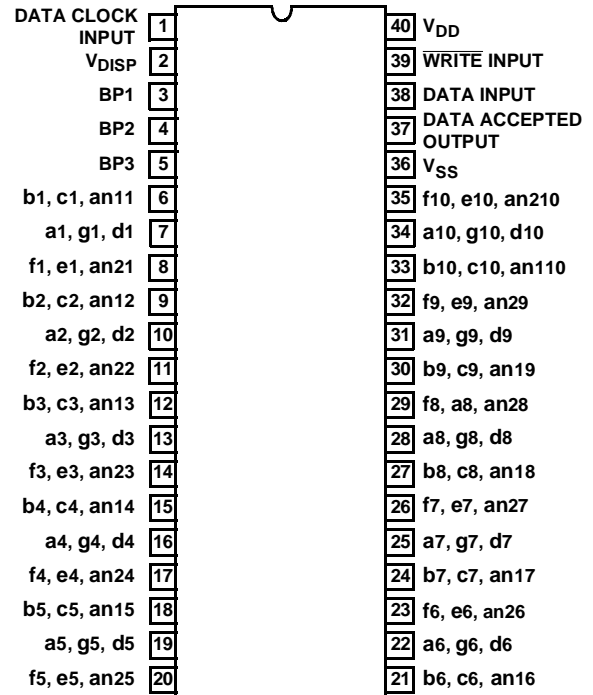 DATA CLOCK
INPUT
1
VDISP 2
BP1 3
BP2 4
BP3 5
b1, c1, an11 6
a1, g1, d1 7
f1, e1, an21 8
b2, c2, an12 9
a2, g2, d2 10
f2, e2, an22 11
b3, c3, an13 12
a3, g3, d3 13
f3, e3, an23 14
b4, c4, an14 15
a4, g4, d4 16
f4, e4, an24 17
b5, c5, an15 18
a5, g5, d5 19
f5, e5, an25 20
40 VDD
39 WRITE INPUT
38 DATA INPUT
37 DATA ACCEPTED
OUTPUT
36 VSS
35 f10, e10, an210
34 a10, g10, d10
33 b10, c10, an110
32 f9, e9, an29
31 a9, g9, d9
30 b9, c9, an19
29 f8, a8, an28
28 a8, g8, d8
27 b8, c8, an18
26 f7, e7, an27
25 a7, g7, d7
24 b7, c7, an17
23 f6, e6, an26
22 a6, g6, d6
21 b6, c6, an16